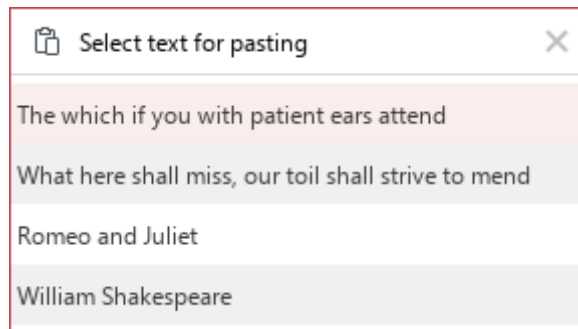 Select text for pasting
The which if you with patient ears attend
What here shall miss, our toil shall strive to mend
Romeo and Juliet
William Shakespeare